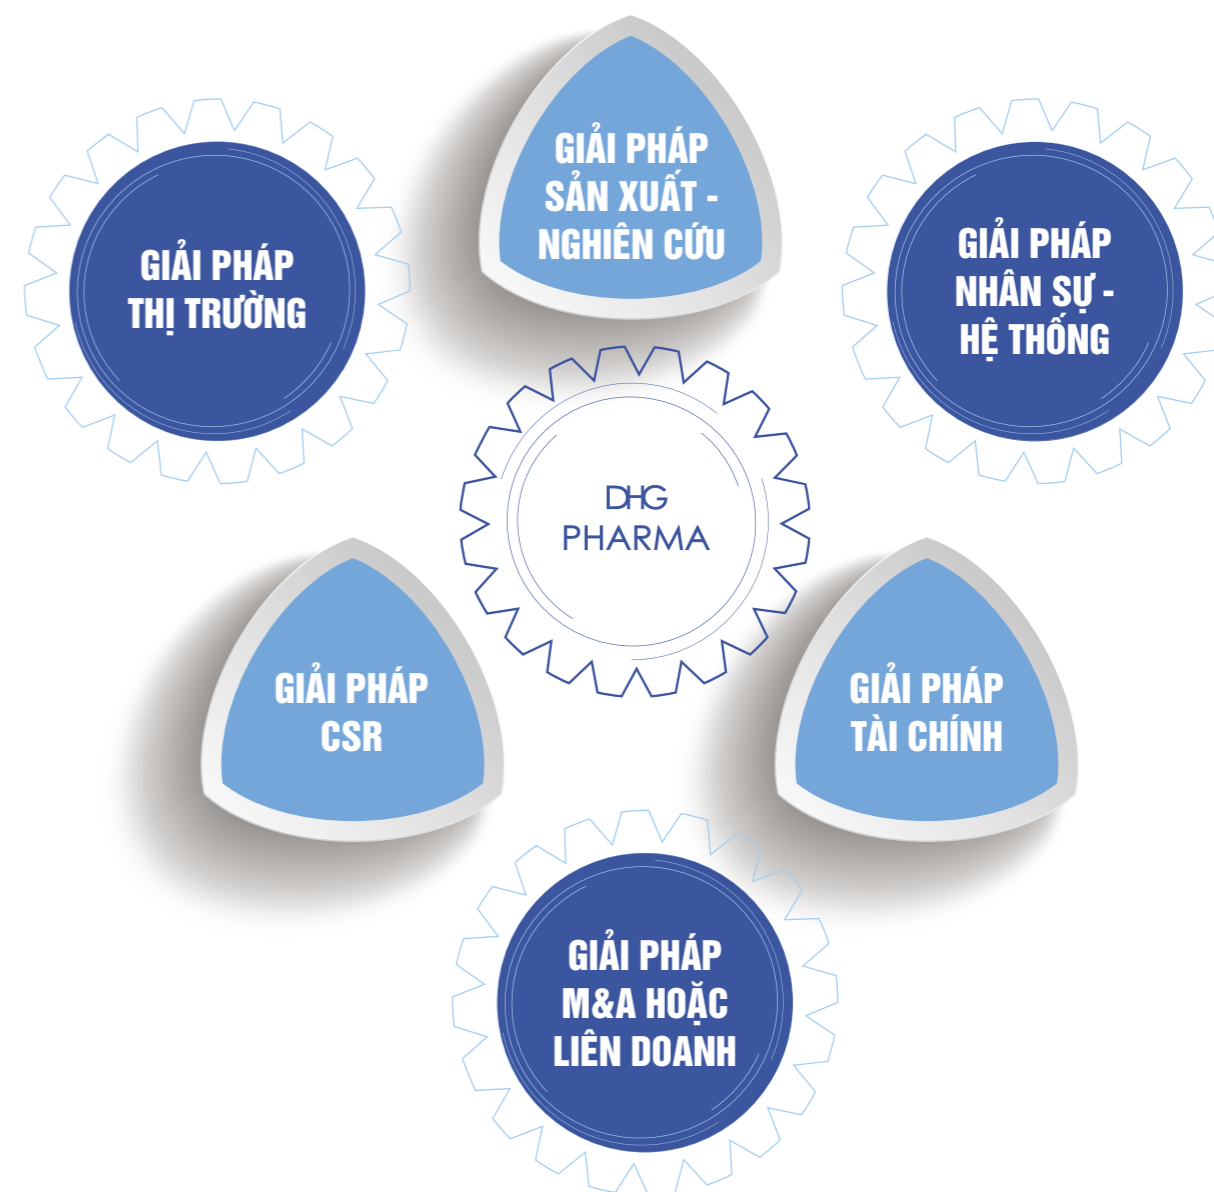 GIẢI PHÁP
SẢN XUẤT -
NGHIÊN CỨU
GIẢI PHÁP
THỊ TRƯỜNG
GIẢI PHÁP
NHÂN SỰ -
HỆ THỐNG
DHG
PHARMA
GIẢI PHÁP
CSR
GIẢI PHÁP
TÀI CHÍNH
GIẢI PHÁP
M&A HOẶC
LIÊN DOANH